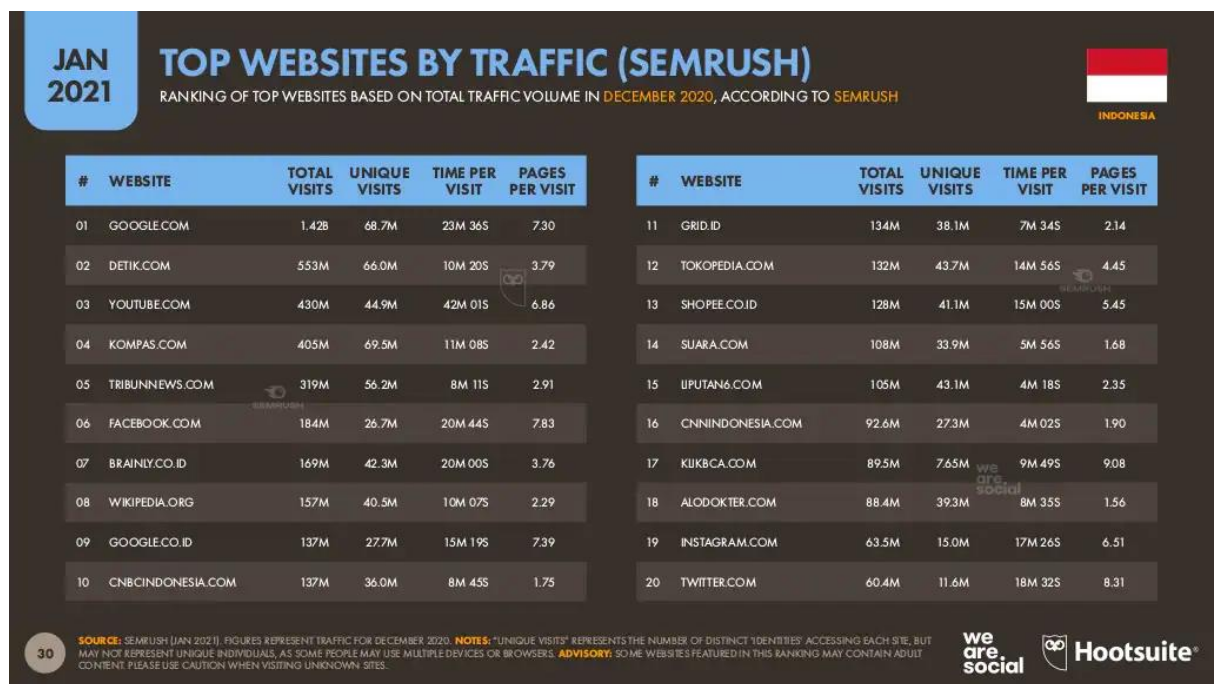 JAN
2021
TOP WEBSITES BY TRAFFIC (SEMRUSH)
RANKING OF TOP WEBSITES BASED ON TOTAL TRAFFIC VOLUME IN DECEMBER 2020, ACCORDING TO SEMRUSH
INDONESIA
# WEBSITE TOTAL VISITS UNIQUE VISITS TIME PER VISIT PAGES PER VISIT
01 GOOGLE.COM 1.42B 68.7M 23M 36S 7.30
02 DETIK.COM 553M 66.0M 10M 20S 3.79
03 YOUTUBE.COM 430M 44.9M 42M 01S 6.86
04 KOMPAS.COM 405M 69.5M 11M 08S 2.42
05 TRIBUNNEWS.COM 319M 56.2M 8M 11S 2.91
SEMRUSH
06 FACEBOOK.COM 184M 26.7M 20M 44S 7.83
07 BRAINLY.CO.ID 169M 42.3M 20M 00S 3.76
08 WIKIPEDIA.ORG 157M 40.5M 10M 07S 2.29
09 GOOGLE.CO.ID 137M 27.7M 15M 19S 7.39
10 CNBCINDONESIA.COM 137M 36.0M 8M 45S 1.75
# WEBSITE TOTAL VISITS UNIQUE VISITS TIME PER VISIT PAGES PER VISIT
11 GRID.ID 134M 38.1M 7M 34S 2.14
12 TOKOPEDIA.COM 132M 43.7M 14M 56S 4.45
SEMRUSH
13 SHOPEE.CO.ID 128M 41.1M 15M 00S 5.45
14 SUARA.COM 108M 33.9M 5M 56S 1.68
15 LIPUTAN6.COM 105M 43.1M 4M 18S 2.35
16 CNNINDONESIA.COM 92.6M 27.3M 4M 02S 1.90
17 KLIKBCA.COM 89.5M 7.65M 9M 49S 9.08
we
are.
social
18 ALODOKTER.COM 88.4M 39.3M 8M 35S 1.56
19 INSTAGRAM.COM 63.5M 15.0M 17M 26S 6.51
20 TWITTER.COM 60.4M 11.6M 18M 32S 8.31
30
SOURCE: SEMRUSH (JAN 2021). FIGURES REPRESENT TRAFFIC FOR DECEMBER 2020. NOTES: "UNIQUE VISITS" REPRESENTS THE NUMBER OF DISTINCT 'IDENTITIES' ACCESSING EACH SITE, BUT
MAY NOT REPRESENT UNIQUE INDIVIDUALS, AS SOME PEOPLE MAY USE MULTIPLE DEVICES OR BROWSERS. ADVISORY: SOME WEBSITES FEATURED IN THIS RANKING MAY CONTAIN ADULT
CONTENT. PLEASE USE CAUTION WHEN VISITING UNKNOWN SITES.
we
are.
social
Hootsuite®